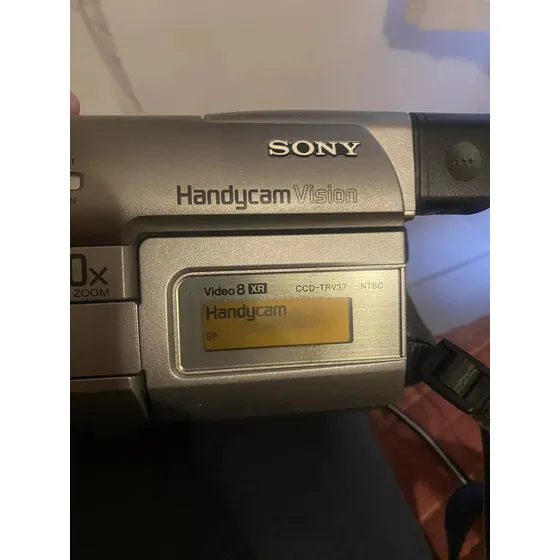 SONY
Handycam Vision
0x
ZOOM
Video 8 XR CCD-TRV37 NTSC
Handycam
SP